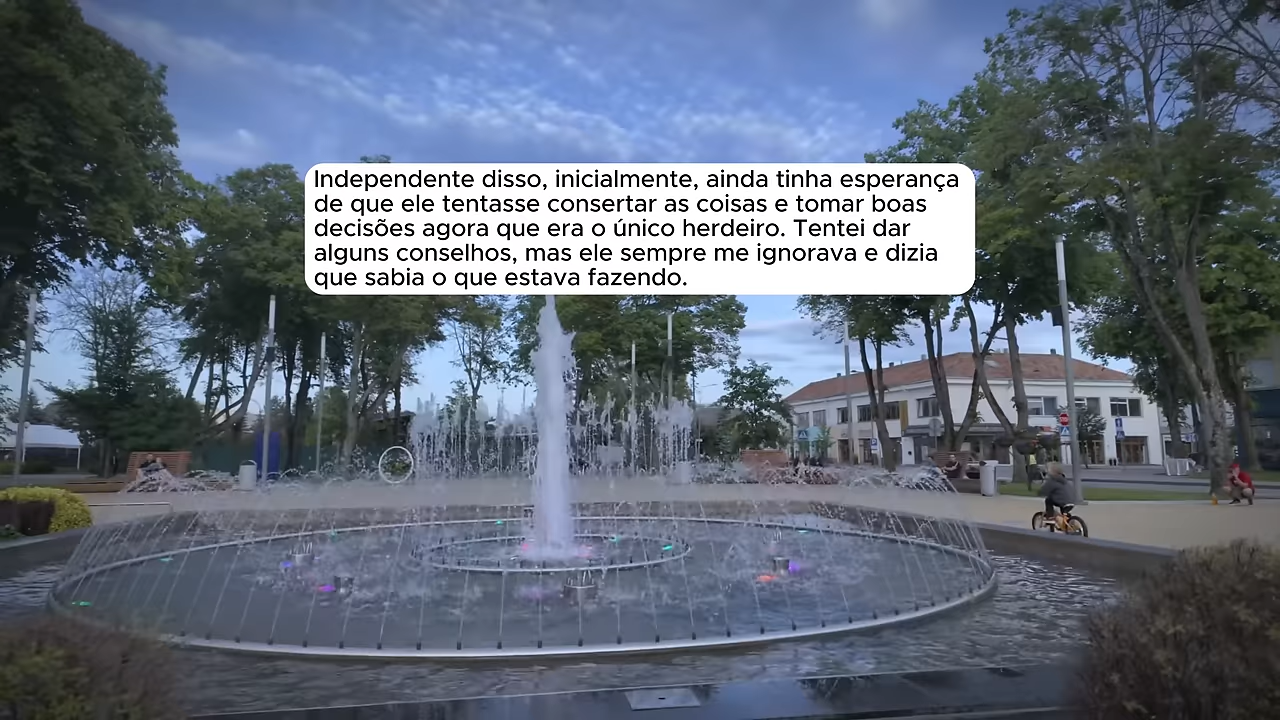 Independente disso, inicialmente, ainda tinha esperança
de que ele tentasse consertar as coisas e tomar boas
decisões agora que era o único herdeiro. Tentei dar
alguns conselhos, mas ele sempre me ignorava e dizia
que sabia o que estava fazendo.